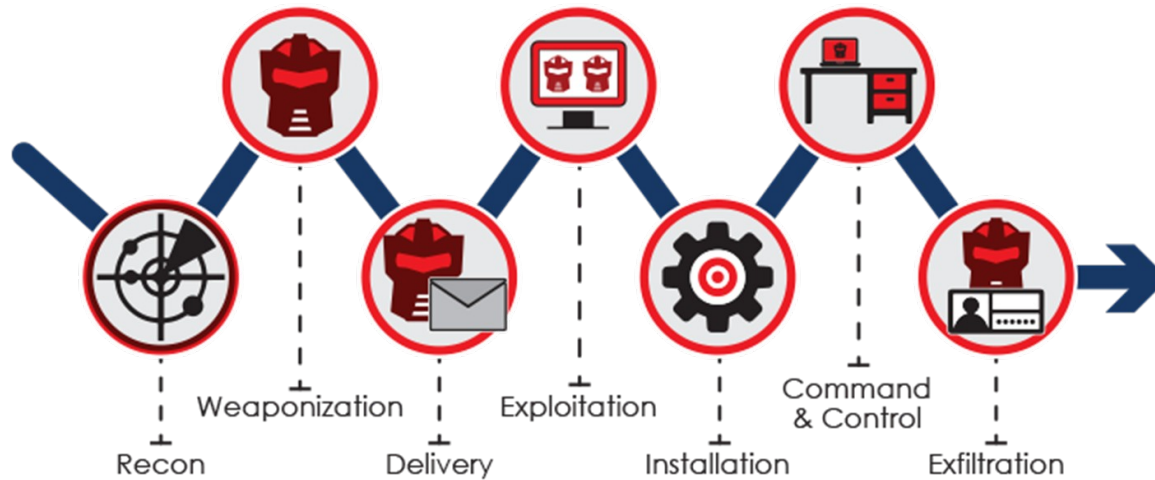 Recon
Weaponization
Delivery
Exploitation
Installation
Command
& Control
Exfiltration